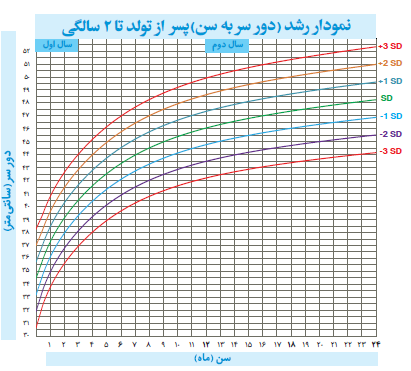 نمودار رشد (دور سر به سن) پسر از تولد تا ۲ سالگی
سال اول
سال دوم
دور سر (سانتی‌متر)
۵۲
۵۱
۵۰
۴۹
۴۸
۴۷
۴۶
۴۵
۴۴
۴۳
۴۲
۴۱
۴۰
۳۹
۳۸
۳۷
۳۶
۳۵
۳۴
۳۳
۳۲
۳۱
۳۰
+3 SD
+2 SD
+1 SD
SD
-1 SD
-2 SD
-3 SD
۱ ۲ ۳ ۴ ۵ ۶ ۷ ۸ ۹ ۱۰ ۱۱ ۱۲ ۱۳ ۱۴ ۱۵ ۱۶ ۱۷ ۱۸ ۱۹ ۲۰ ۲۱ ۲۲ ۲۳ ۲۴
سن (ماه)